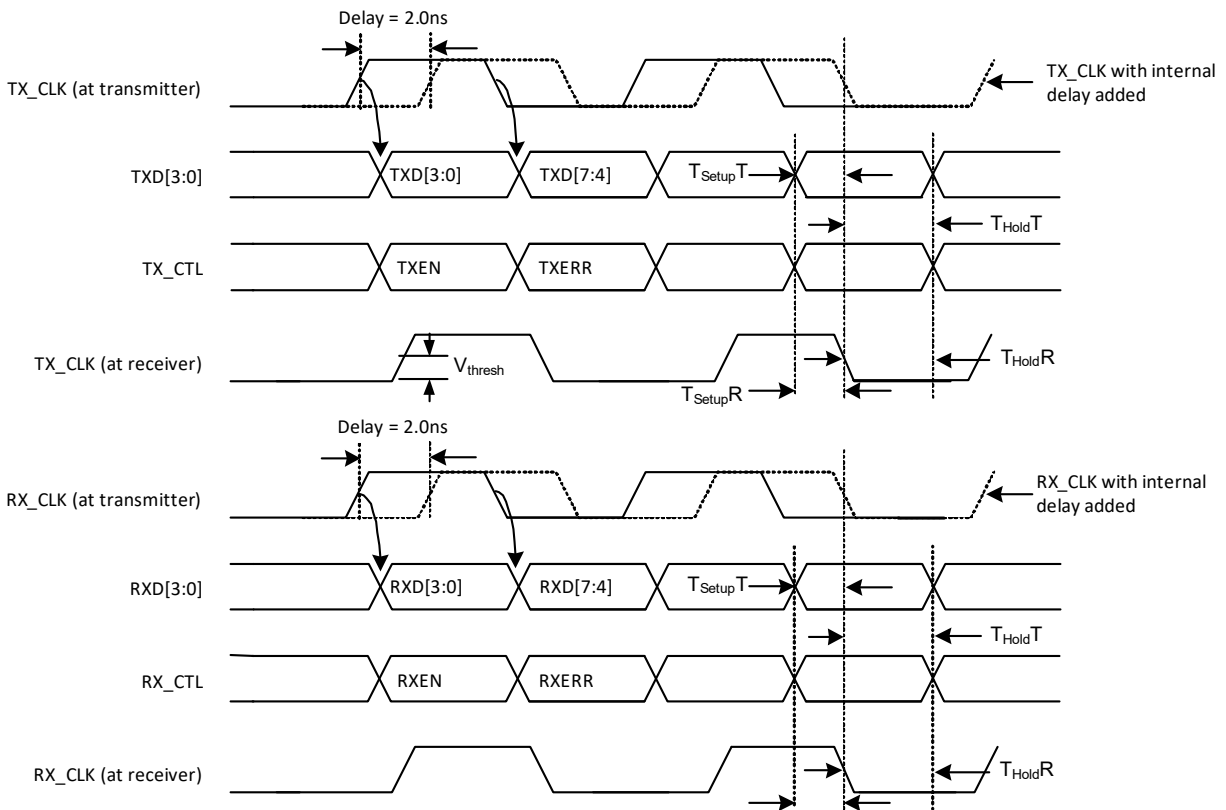 Delay = 2.0ns
TX_CLK (at transmitter)
TX_CLK with internal
delay added
TXD[3:0]
TXD[3:0]
TXD[7:4]
TSetupT
THoldT
TX_CTL
TXEN
TXERR
TX_CLK (at receiver)
Vthresh
THoldR
TSetupR
Delay = 2.0ns
RX_CLK (at transmitter)
RX_CLK with internal
delay added
RXD[3:0]
RXD[3:0]
RXD[7:4]
TSetupT
THoldT
RX_CTL
RXEN
RXERR
RX_CLK (at receiver)
THoldR